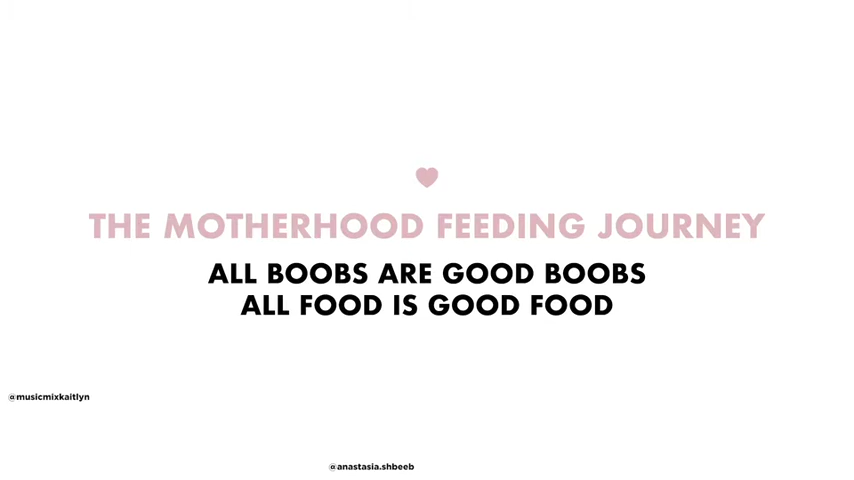 THE MOTHERHOOD FEEDING JOURNEY
ALL BOOBS ARE GOOD BOOBS
ALL FOOD IS GOOD FOOD
@musicmixkaitlyn
@anastasia.shbeeb